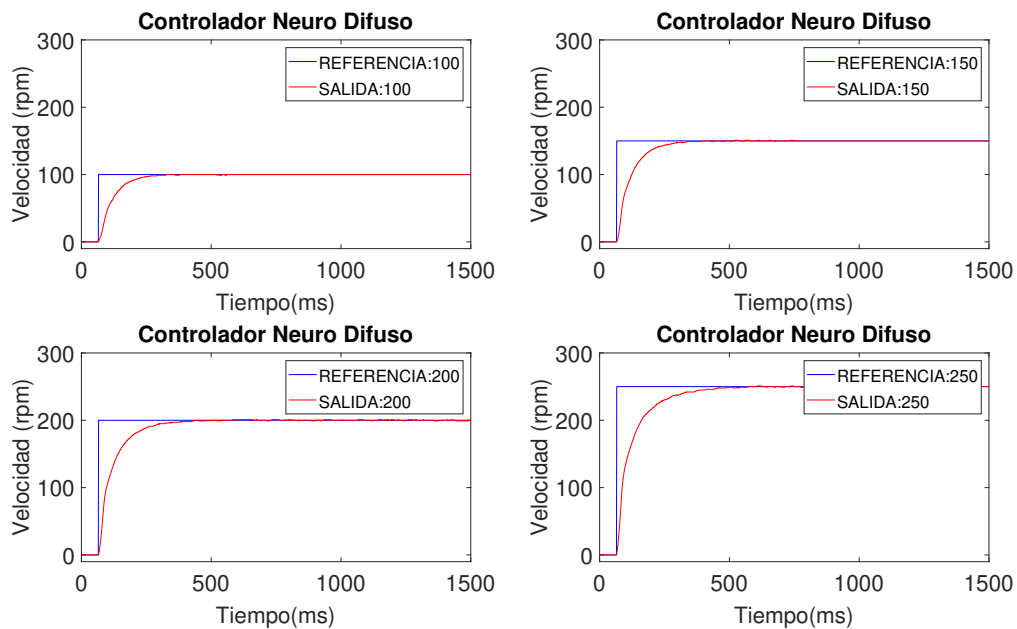 Controlador Neuro Difuso
300
200
100
0
Velocidad (rpm)
REFERENCIA:100
SALIDA:100
0 500 1000 1500
Tiempo(ms)
Controlador Neuro Difuso
300
200
100
0
Velocidad (rpm)
REFERENCIA:150
SALIDA:150
0 500 1000 1500
Tiempo(ms)
Controlador Neuro Difuso
300
200
100
0
Velocidad (rpm)
REFERENCIA:200
SALIDA:200
0 500 1000 1500
Tiempo(ms)
Controlador Neuro Difuso
300
200
100
0
Velocidad (rpm)
REFERENCIA:250
SALIDA:250
0 500 1000 1500
Tiempo(ms)